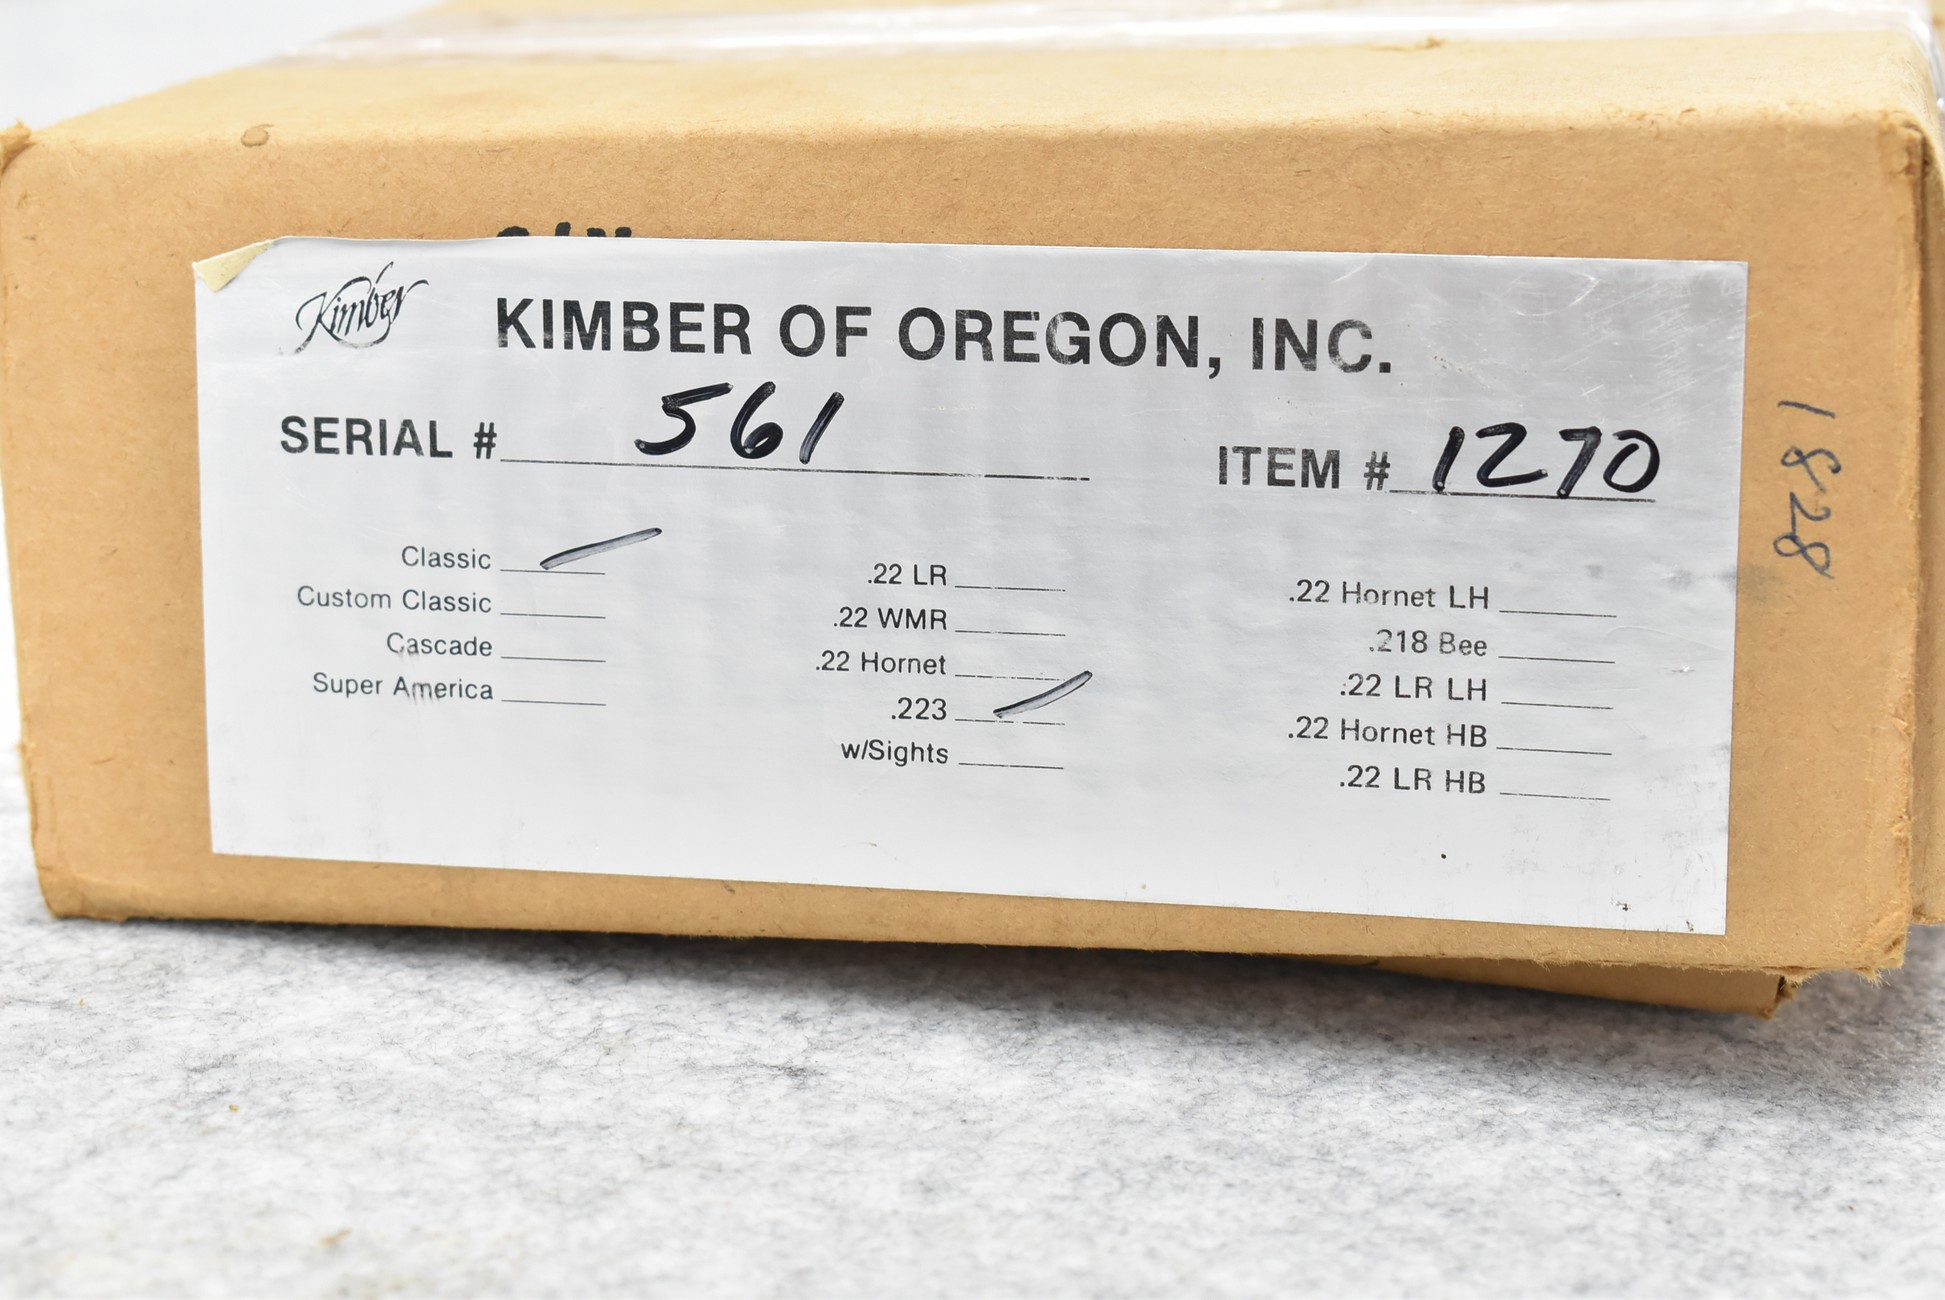 Kimber
KIMBER OF OREGON, INC.
SERIAL # 561
ITEM # 1270
Classic
Custom Classic
Cascade
Super America
.22 LR
.22 WMR
.22 Hornet
.223
w/Sights
.22 Hornet LH
.218 Bee
.22 LR LH
.22 Hornet HB
.22 LR HB
1828